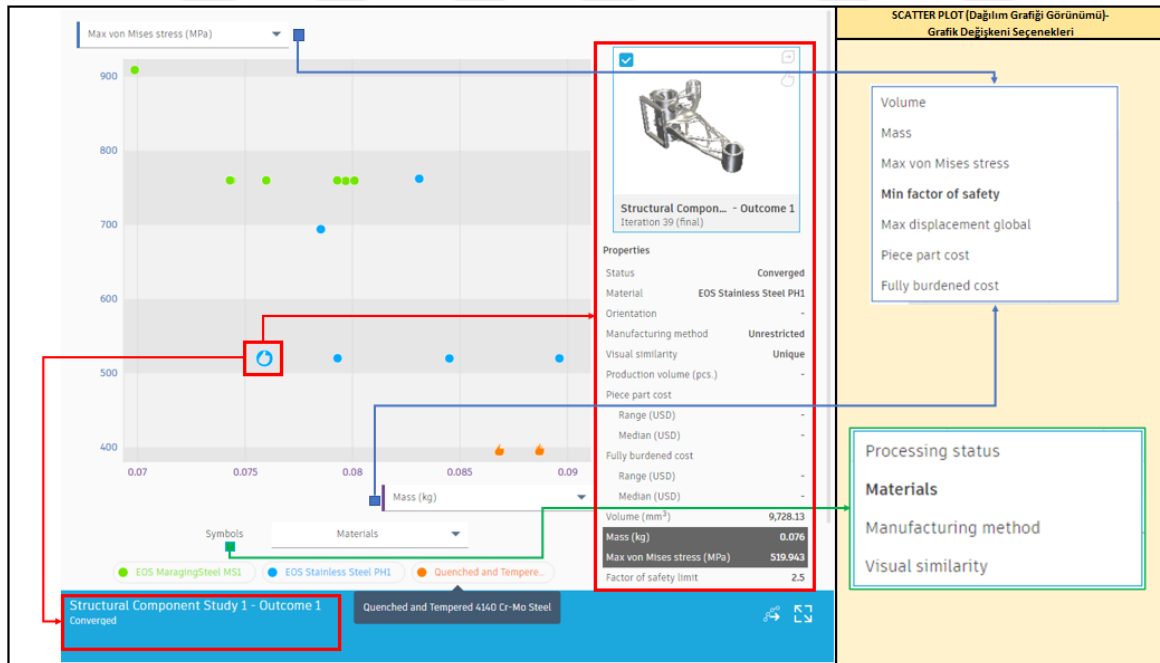 SCATTER PLOT (Dağılım Grafiği Görünümü)-
Grafik Değişkeni Seçenekleri
Max von Mises stress (MPa)
900
800
700
600
500
400
0.07 0.075 0.08 0.085 0.09
Mass (kg)
Symbols Materials
EOS MaragingSteel MS1 EOS Stainless Steel PH1 Quenched and Tempere..
Quenched and Tempered 4140 Cr-Mo Steel
Structural Component Study 1 - Outcome 1
Converged
Structural Compon... - Outcome 1
Iteration 39 (final)
Properties
Status Converged
Material EOS Stainless Steel PH1
Orientation -
Manufacturing method Unrestricted
Visual similarity Unique
Production volume (pcs.) -
Piece part cost
Range (USD) -
Median (USD) -
Fully burdened cost
Range (USD) -
Median (USD) -
Volume (mm³) 9,728.13
Mass (kg) 0.076
Max von Mises stress (MPa) 519.943
Factor of safety limit 2.5
Volume
Mass
Max von Mises stress
Min factor of safety
Max displacement global
Piece part cost
Fully burdened cost
Processing status
Materials
Manufacturing method
Visual similarity